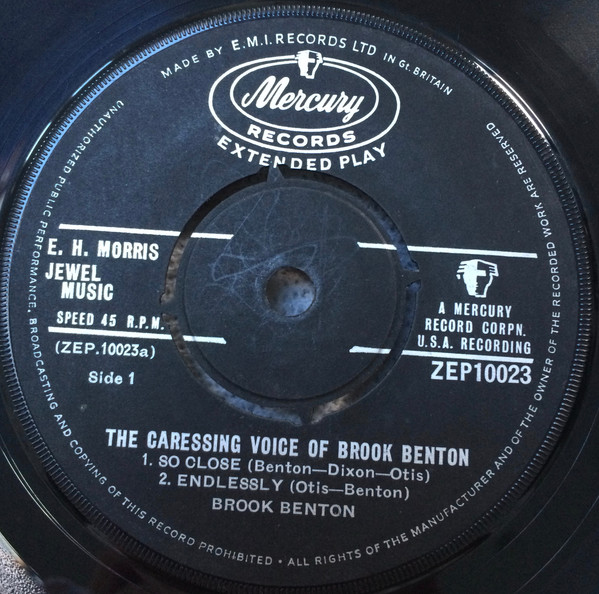 MADE BY E.M.I. RECORDS LTD IN Gt. BRITAIN
Mercury
RECORDS
EXTENDED PLAY
E. H. MORRIS
JEWEL
MUSIC
SPEED 45 R.P.M.
(ZEP.10023a)
Side 1
A MERCURY
RECORD CORPN.
U.S.A. RECORDING
ZEP10023
THE CARESSING VOICE OF BROOK BENTON
1. SO CLOSE (Benton—Dixon—Otis)
2. ENDLESSLY (Otis—Benton)
BROOK BENTON
UNAUTHORIZED PUBLIC PERFORMANCE, BROADCASTING AND COPYING OF THIS RECORD PROHIBITED • ALL RIGHTS OF THE MANUFACTURER AND OF THE OWNER OF THE RECORDED WORK ARE RESERVED